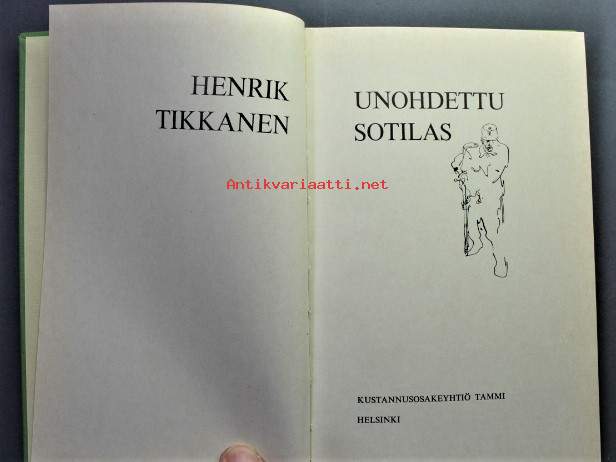 HENRIK
TIKKANEN
UNOHDETTU
SOTILAS
Antikvariaatti.net
KUSTANNUSOSAKEYHTIÖ TAMMI
HELSINKI